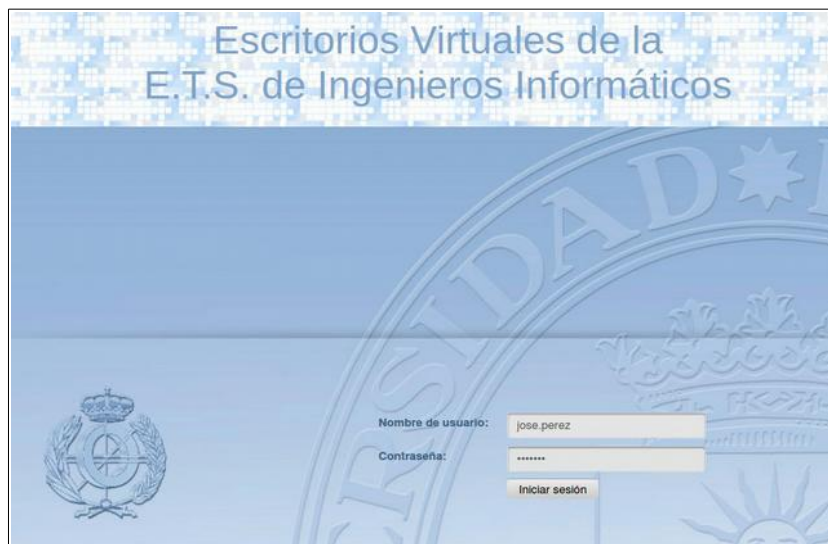 Escritorios Virtuales de la
E.T.S. de Ingenieros Informáticos
Nombre de usuario: jose.perez
Contraseña: •••••••
Iniciar sesión